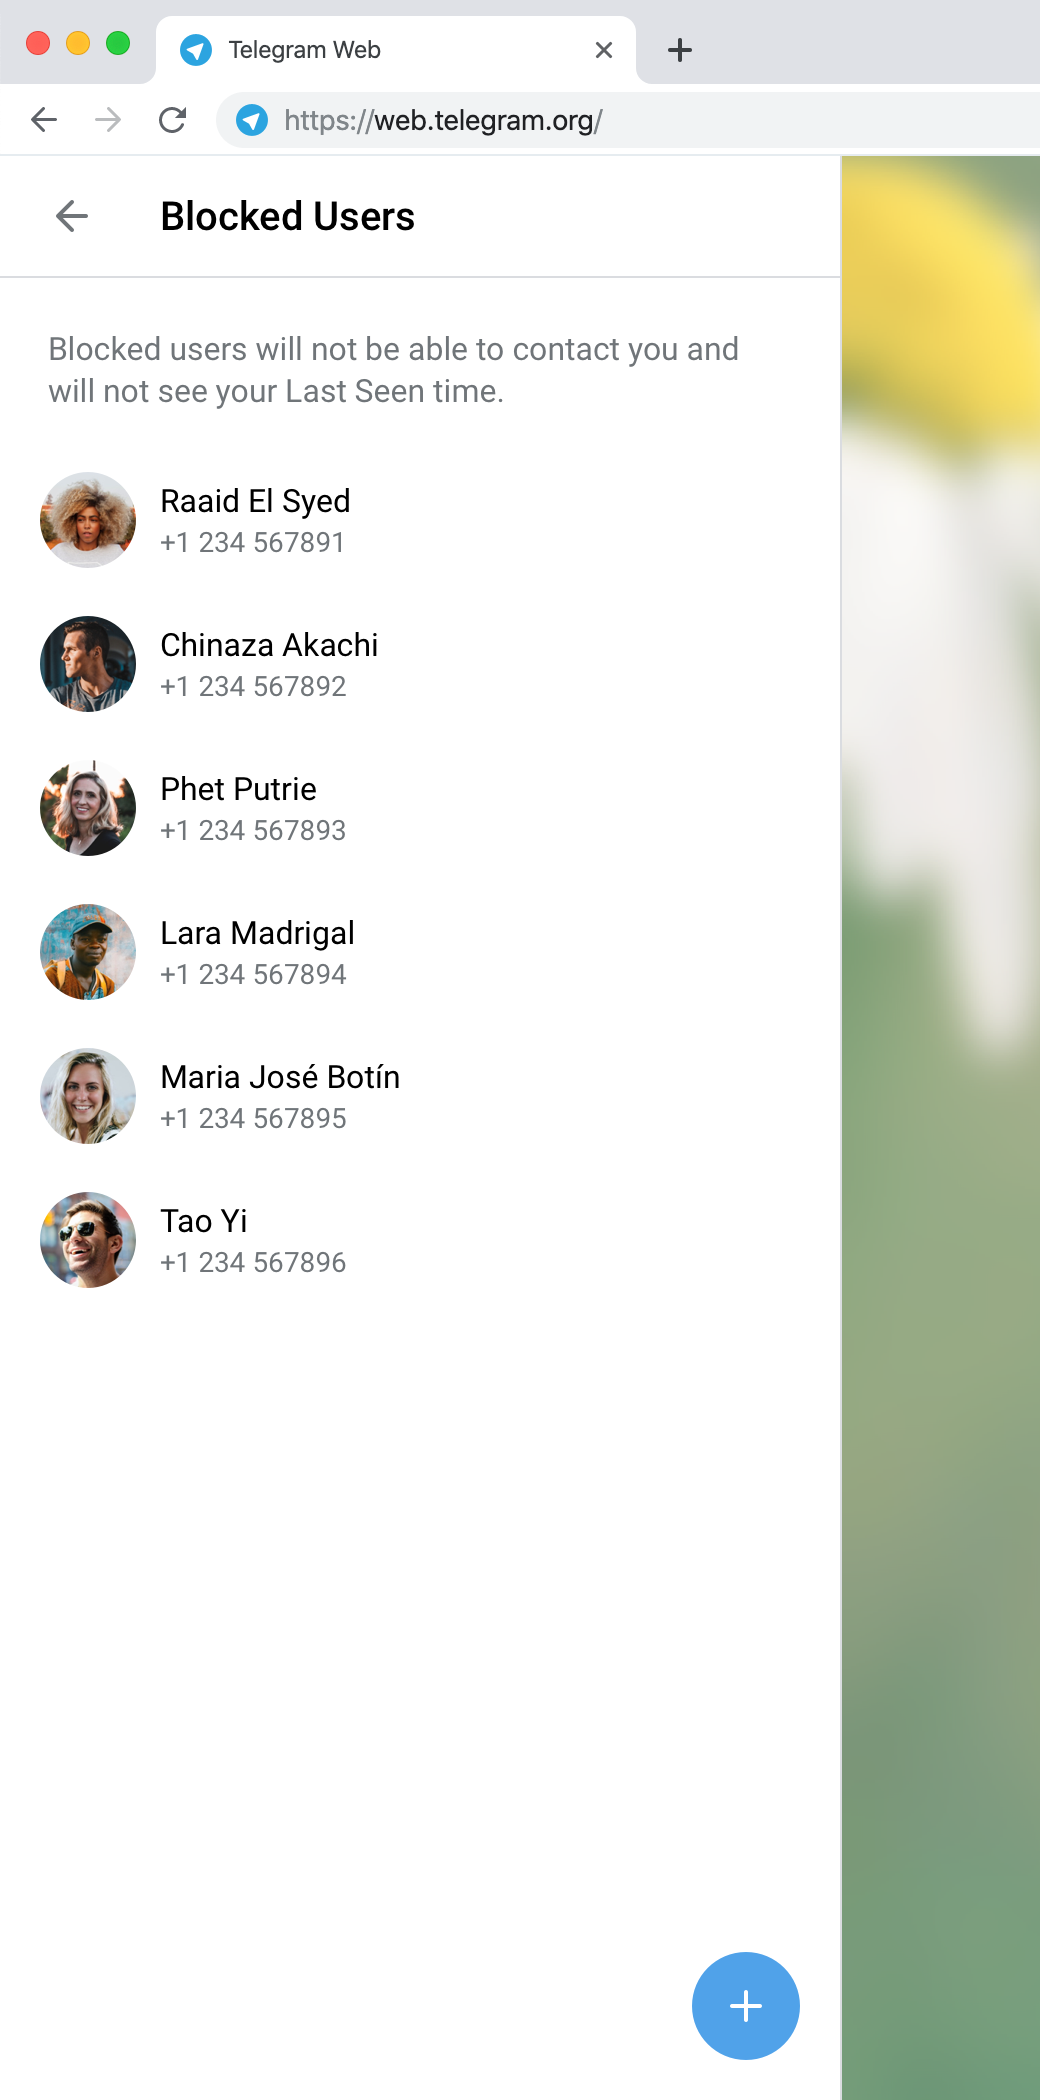 Telegram Web
https://web.telegram.org/
Blocked Users
Blocked users will not be able to contact you and
will not see your Last Seen time.
Raaid El Syed
+1 234 567891
Chinaza Akachi
+1 234 567892
Phet Putrie
+1 234 567893
Lara Madrigal
+1 234 567894
Maria José Botín
+1 234 567895
Tao Yi
+1 234 567896